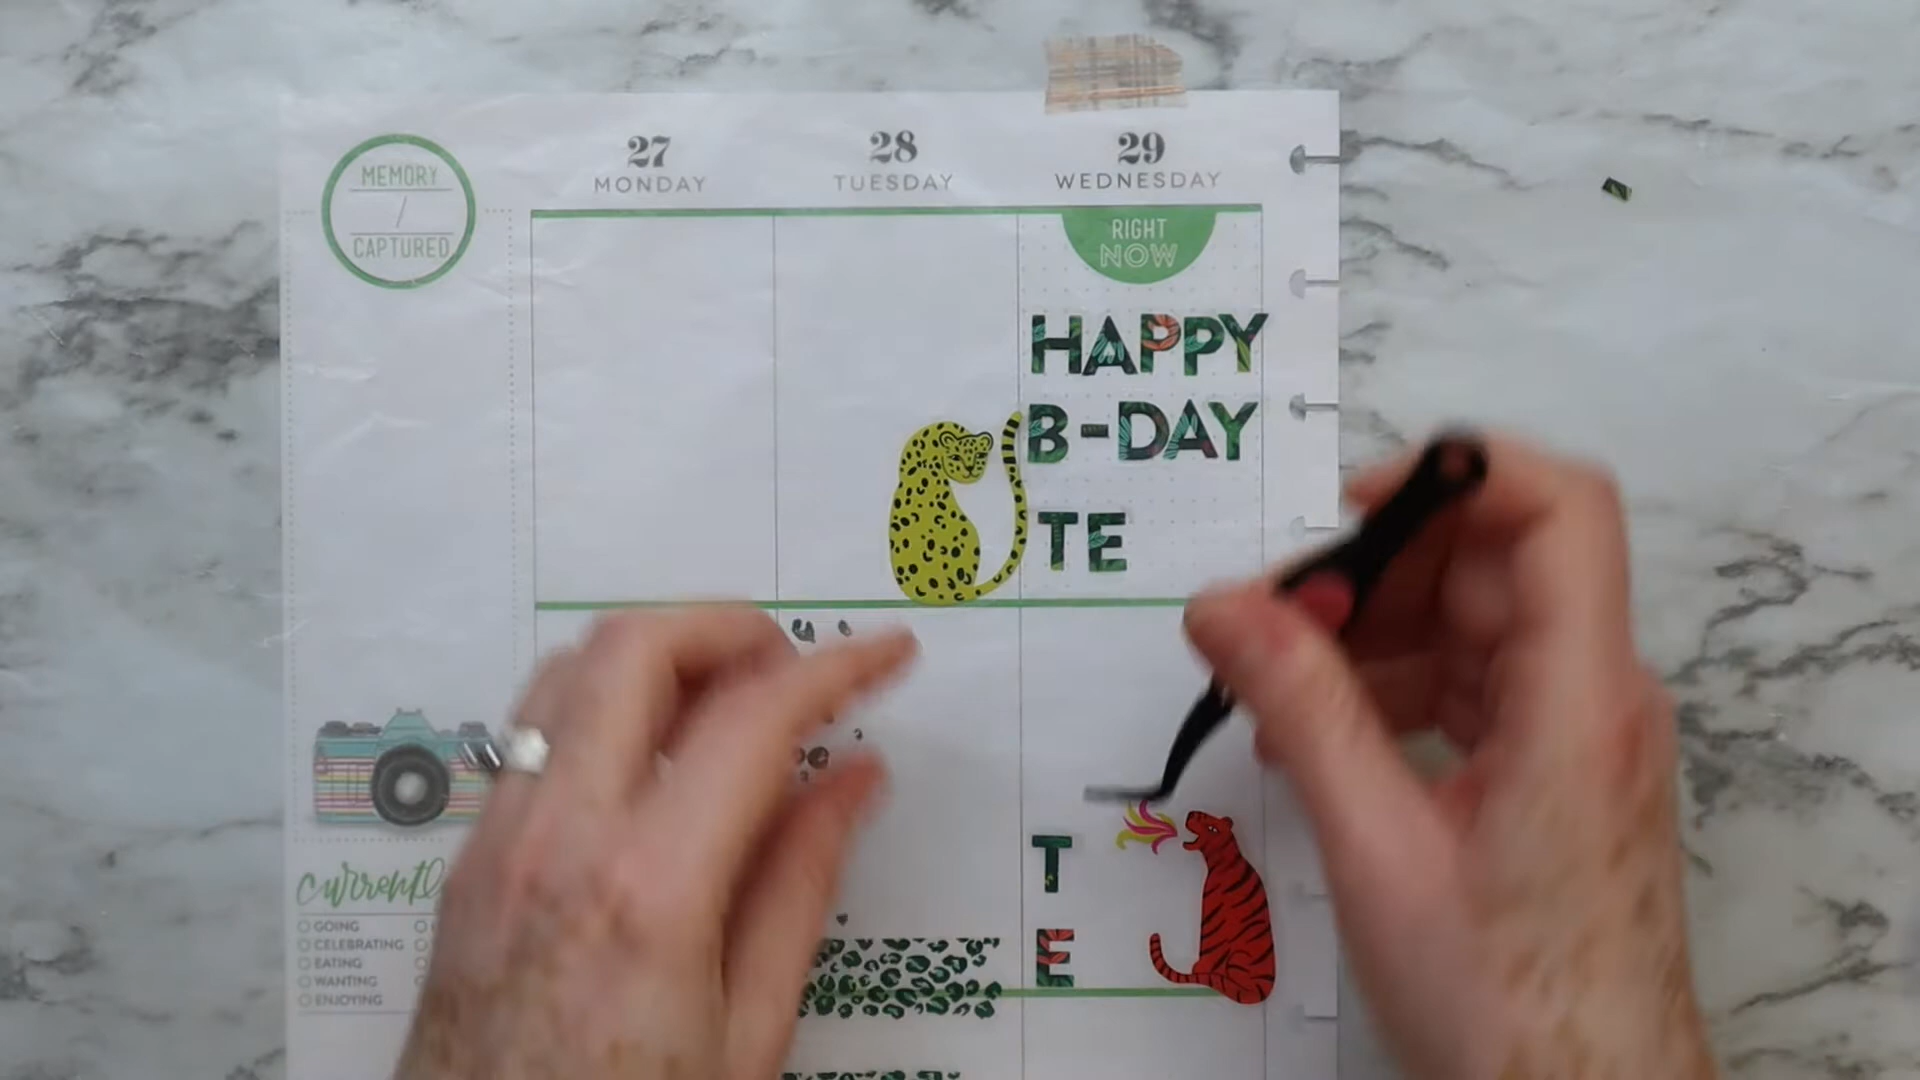 MEMORY
/
CAPTURED
27
MONDAY
28
TUESDAY
29
WEDNESDAY
RIGHT
NOW
HAPPY
B-DAY
TE
T
E
GOING
CELEBRATING
EATING
WANTING
ENJOYING